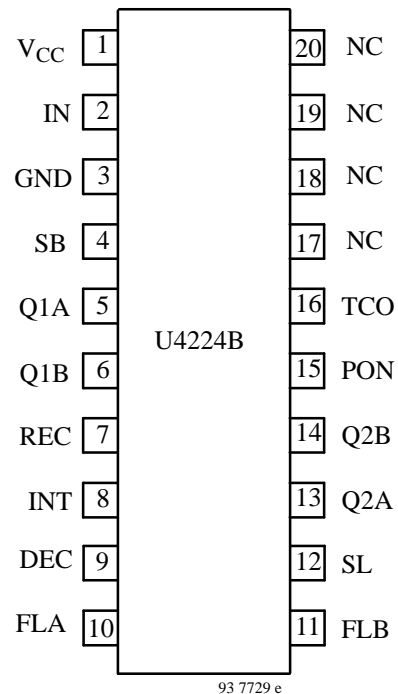 VCC 1 20 NC
IN 2 19 NC
GND 3 18 NC
SB 4 17 NC
Q1A 5 16 TCO
U4224B
Q1B 6 15 PON
REC 7 14 Q2B
INT 8 13 Q2A
DEC 9 12 SL
FLA 10 11 FLB
93 7729 e